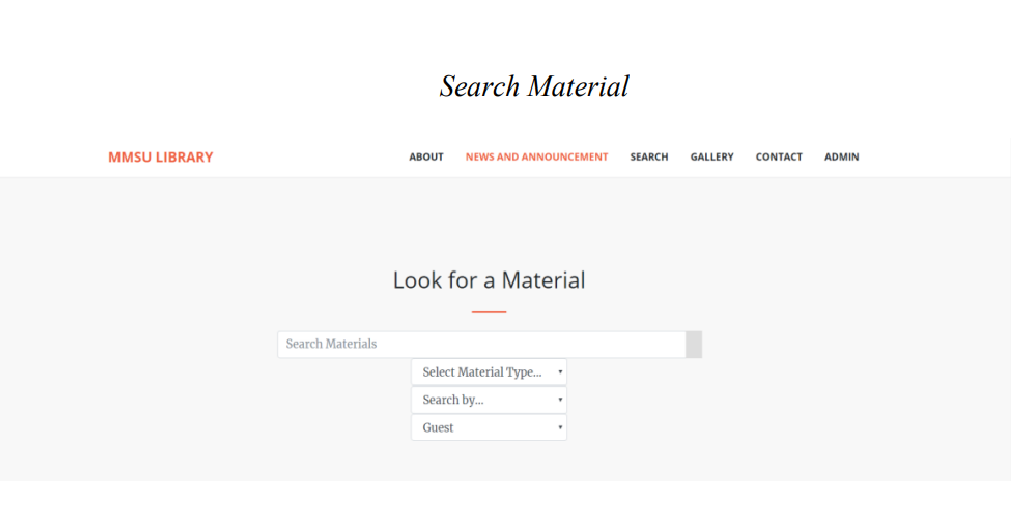 Search Material
MMSU LIBRARY ABOUT NEWS AND ANNOUNCEMENT SEARCH GALLERY CONTACT ADMIN
Look for a Material
Search Materials
Select Material Type...
Search by...
Guest